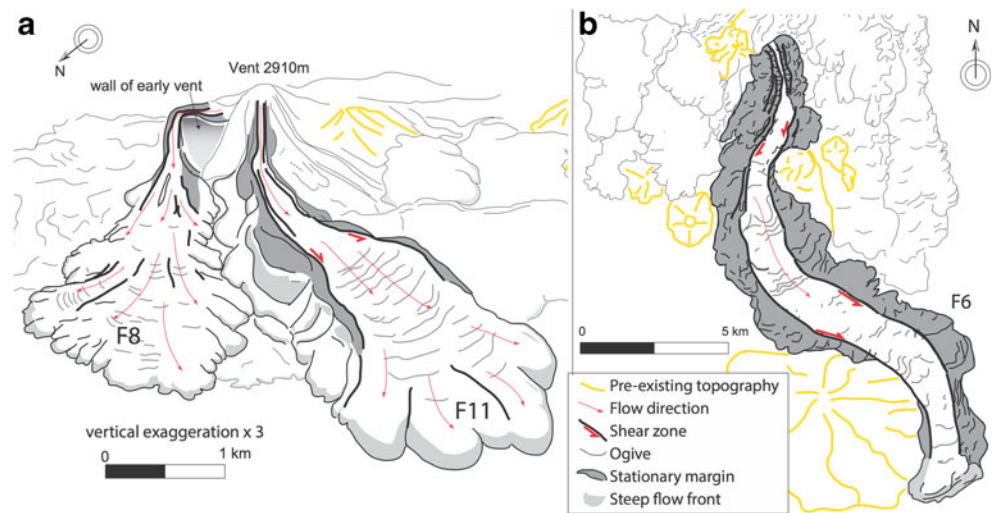 a
N
wall of early vent
Vent 2910m
F8
F11
vertical exaggeration x 3
0 1 km
b
N
F6
0 5 km
Pre-existing topography
Flow direction
Shear zone
Ogive
Stationary margin
Steep flow front